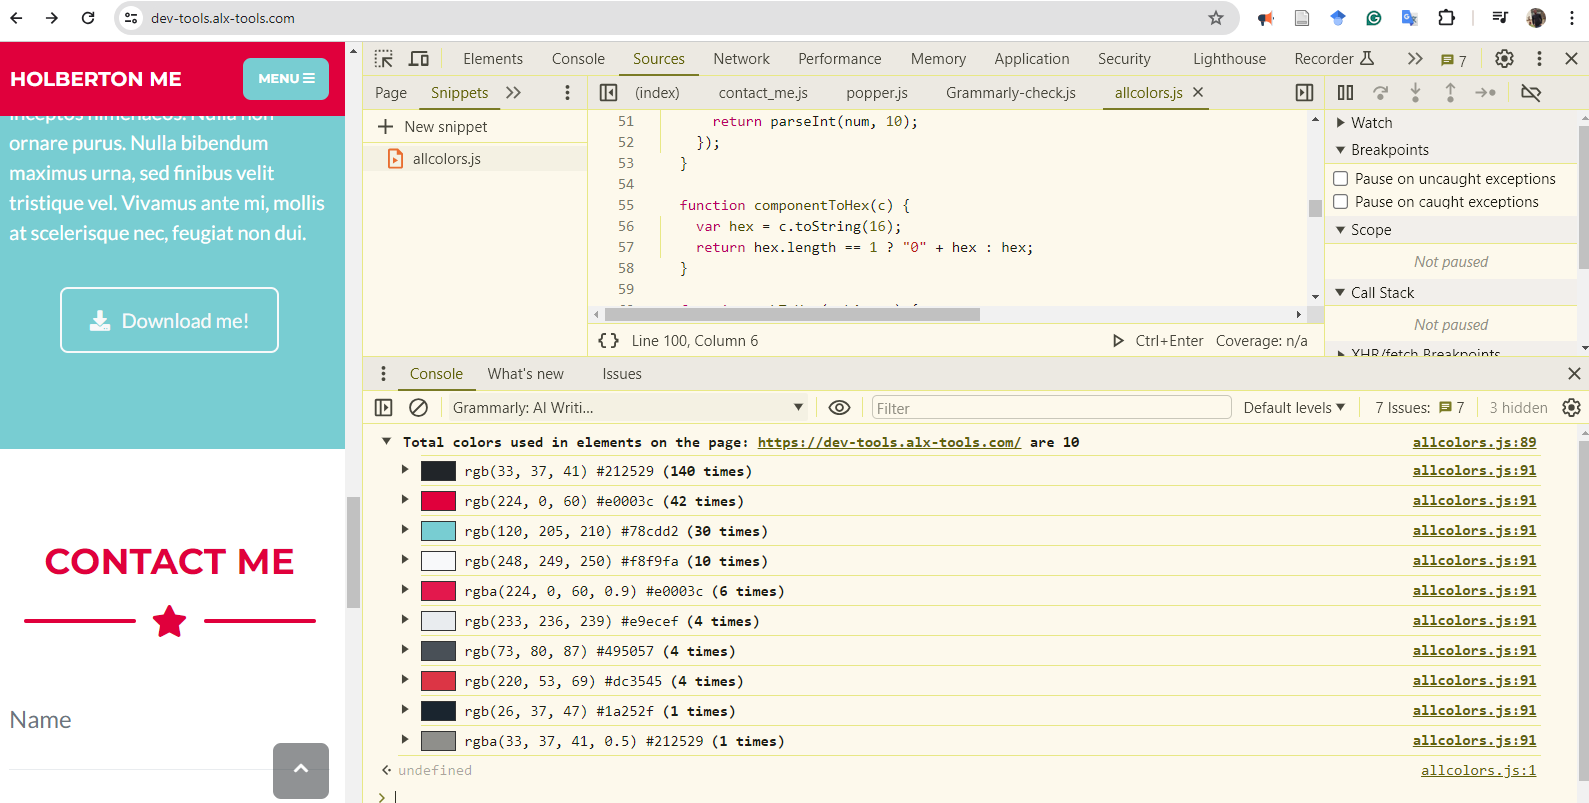 dev-tools.alx-tools.com
HOLBERTON ME
MENU
inceptos himenaeos. Nulla non
ornare purus. Nulla bibendum
maximus urna, sed finibus velit
tristique vel. Vivamus ante mi, mollis
at scelerisque nec, feugiat non dui.
Download me!
CONTACT ME
Name
Elements Console Sources Network Performance Memory Application Security Lighthouse Recorder 7
Page Snippets
New snippet
allcolors.js
(index) contact_me.js popper.js Grammarly-check.js allcolors.js
51 return parseInt(num, 10);
52 });
53 }
54
55 function componentToHex(c) {
56 var hex = c.toString(16);
57 return hex.length == 1 ? "0" + hex : hex;
58 }
59
{} Line 100, Column 6 Ctrl+Enter Coverage: n/a
Watch
Breakpoints
Pause on uncaught exceptions
Pause on caught exceptions
Scope
Not paused
Call Stack
Not paused
XHR/fetch Breakpoints
Console What's new Issues
Grammarly: AI Writi... Filter Default levels 7 Issues: 7 3 hidden
Total colors used in elements on the page: https://dev-tools.alx-tools.com/ are 10 allcolors.js:89
rgb(33, 37, 41) #212529 (140 times) allcolors.js:91
rgb(224, 0, 60) #e0003c (42 times) allcolors.js:91
rgb(120, 205, 210) #78cdd2 (30 times) allcolors.js:91
rgb(248, 249, 250) #f8f9fa (10 times) allcolors.js:91
rgba(224, 0, 60, 0.9) #e0003c (6 times) allcolors.js:91
rgb(233, 236, 239) #e9ecef (4 times) allcolors.js:91
rgb(73, 80, 87) #495057 (4 times) allcolors.js:91
rgb(220, 53, 69) #dc3545 (4 times) allcolors.js:91
rgb(26, 37, 47) #1a252f (1 times) allcolors.js:91
rgba(33, 37, 41, 0.5) #212529 (1 times) allcolors.js:91
undefined allcolors.js:1